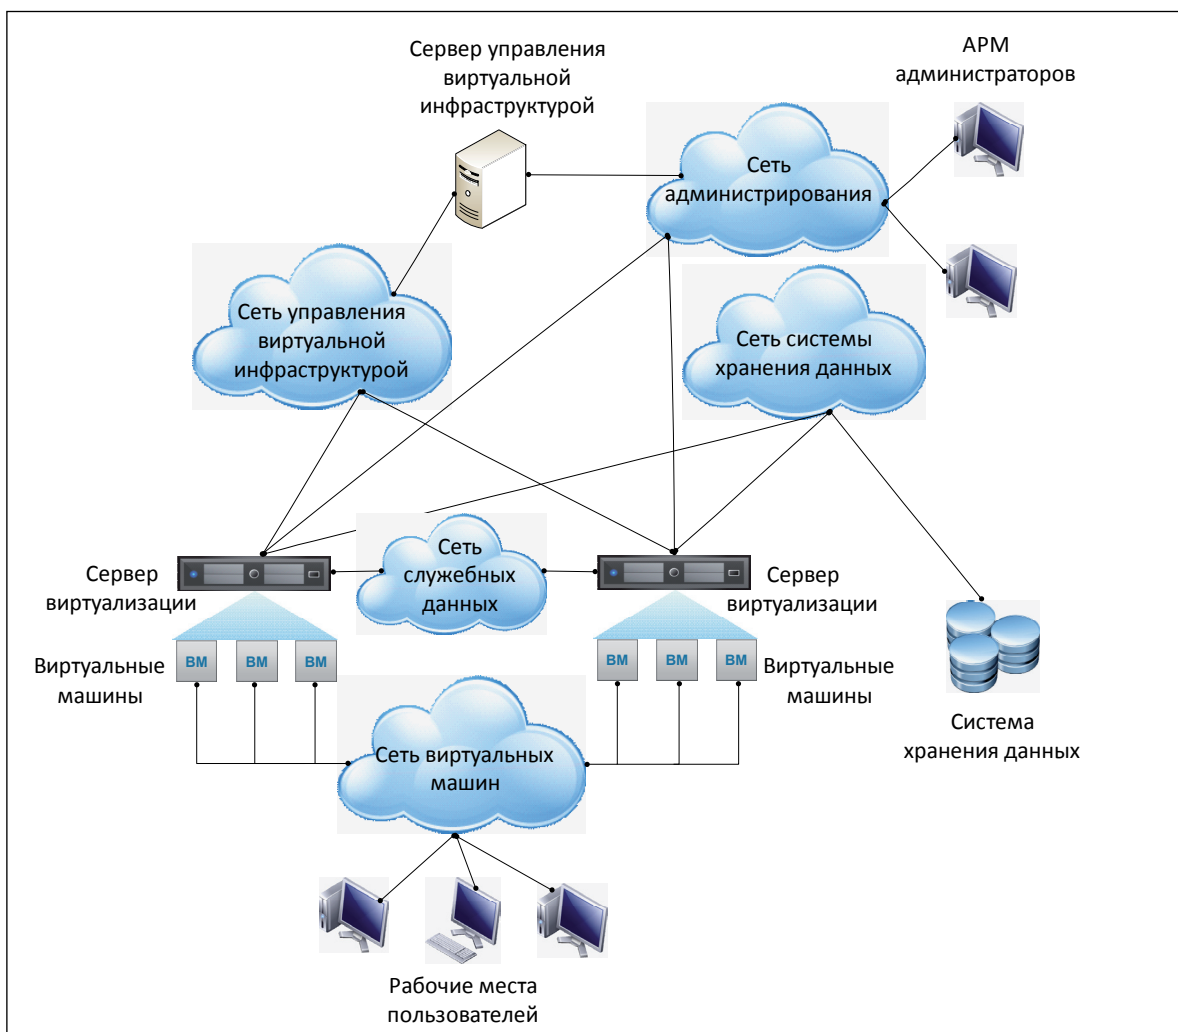 Сервер управления
виртуальной
инфраструктурой
АРМ
администраторов
Сеть
администрирования
Сеть управления
виртуальной
инфраструктурой
Сеть системы
хранения данных
Сервер
виртуализации
Сеть
служебных
данных
Сервер
виртуализации
Виртуальные
машины
ВМ
ВМ
ВМ
ВМ
ВМ
ВМ
Виртуальные
машины
Сеть виртуальных
машин
Система
хранения данных
Рабочие места
пользователей